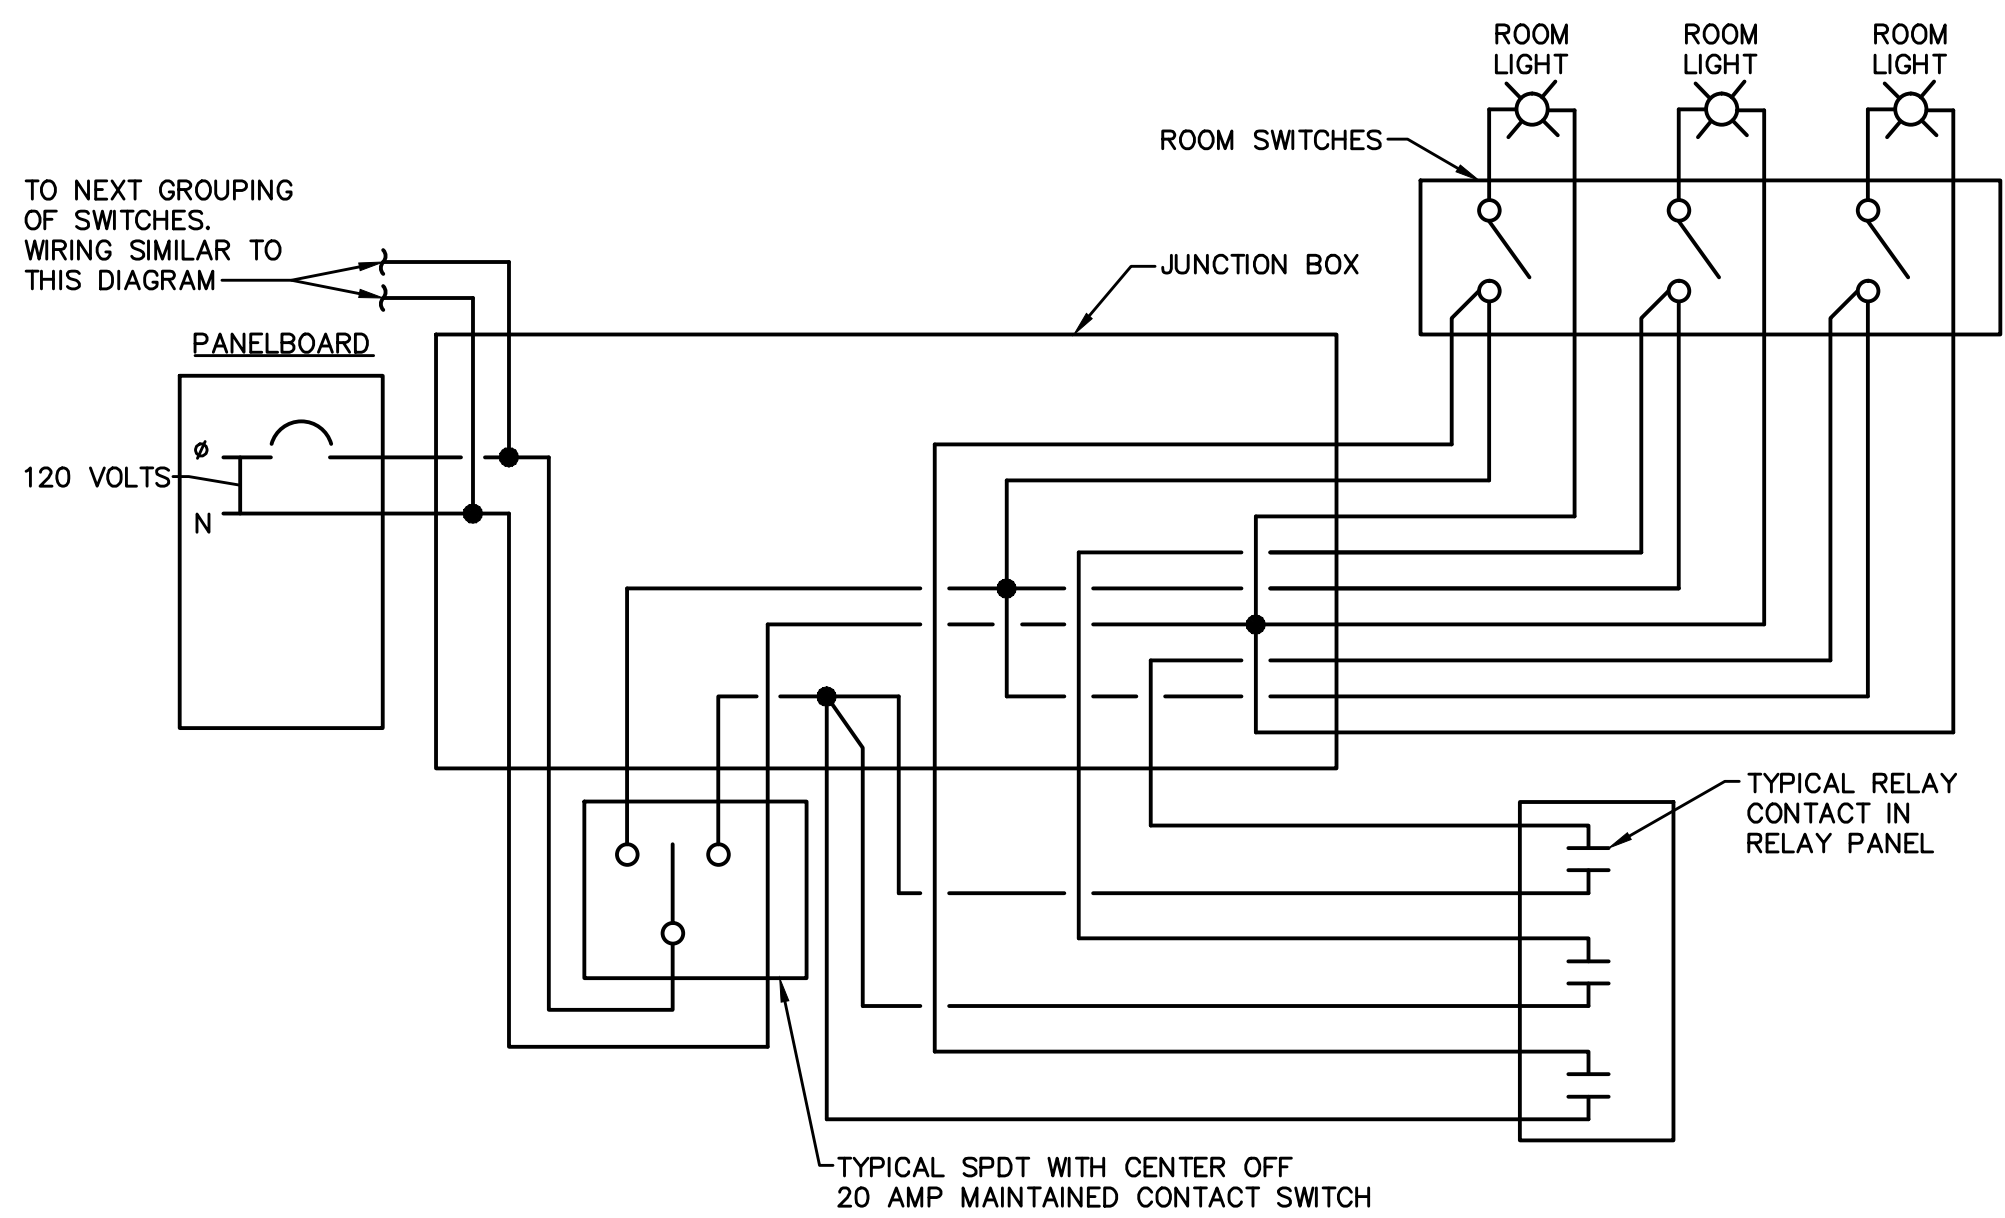 ROOM
LIGHT
ROOM
LIGHT
ROOM
LIGHT
ROOM SWITCHES
TO NEXT GROUPING
OF SWITCHES.
WIRING SIMILAR TO
THIS DIAGRAM
JUNCTION BOX
PANELBOARD
Ø
120 VOLTS
N
TYPICAL RELAY
CONTACT IN
RELAY PANEL
TYPICAL SPDT WITH CENTER OFF
20 AMP MAINTAINED CONTACT SWITCH